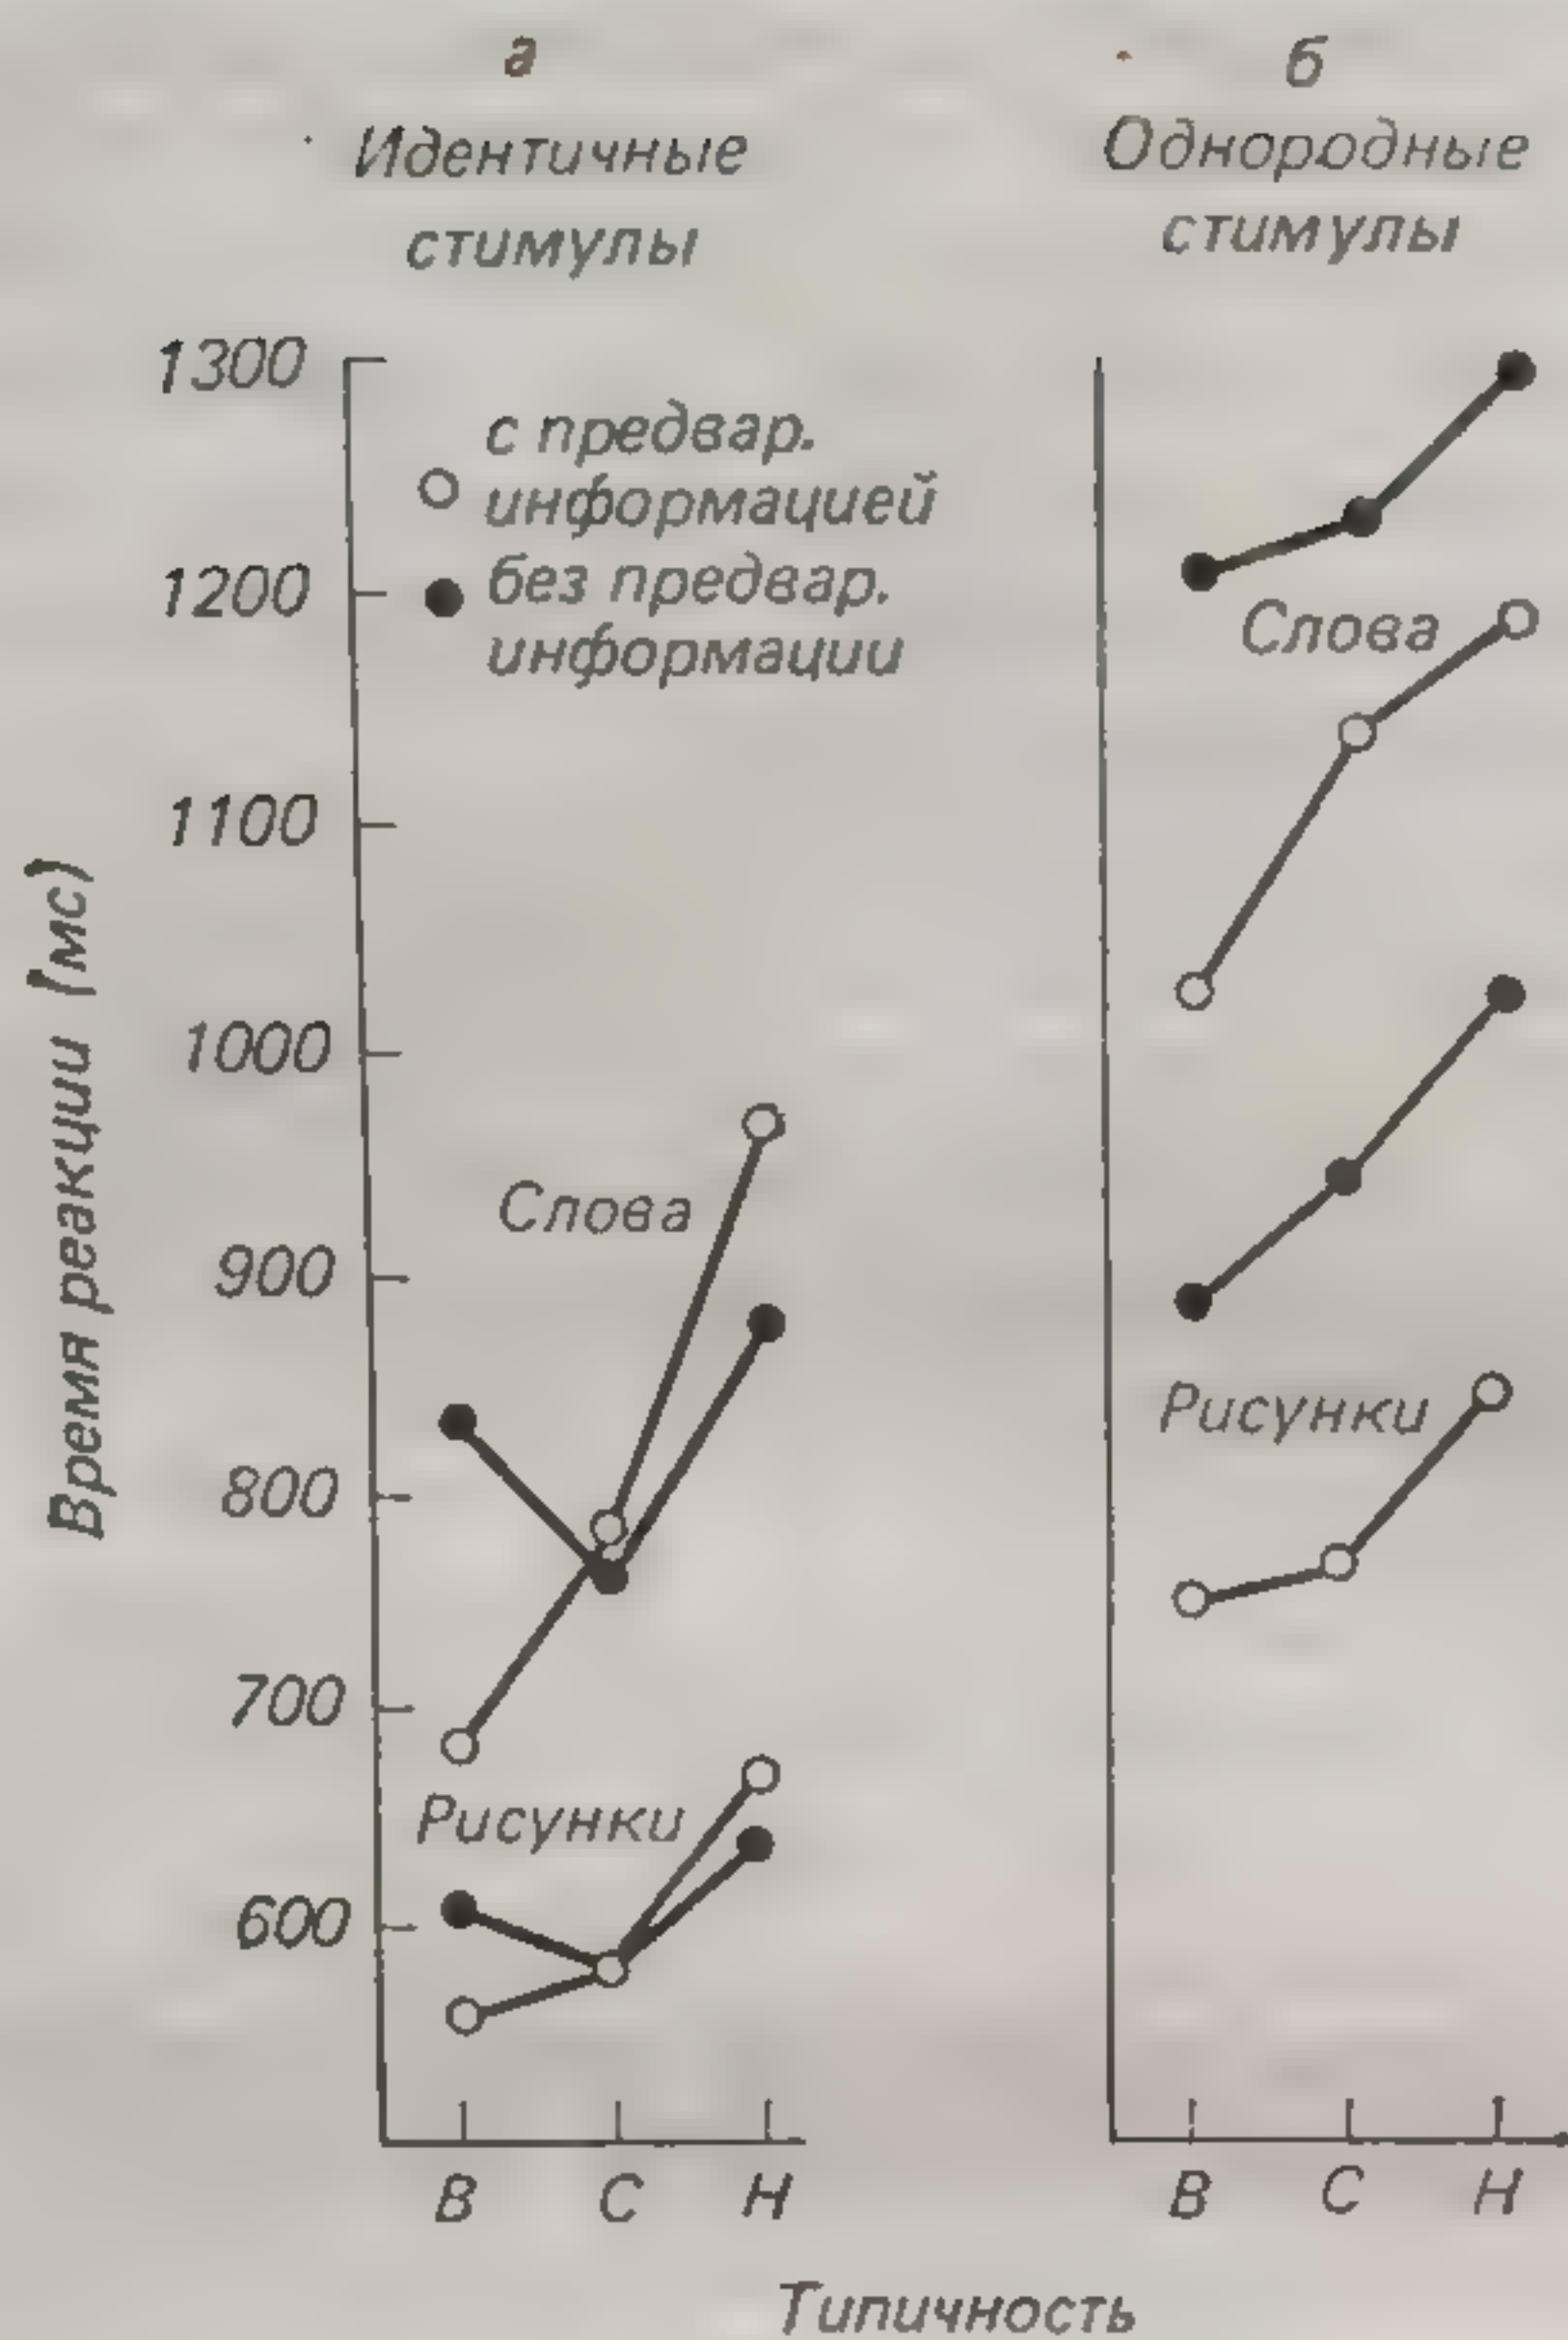 а
Идентичные
стимулы
б
Однородные
стимулы
1300
1200
1100
1000
900
800
700
600
Время реакции (мс)
с предвар.
информацией
без предвар.
информации
Слова
Рисунки
Слова
Рисунки
В С Н
В С Н
Типичность